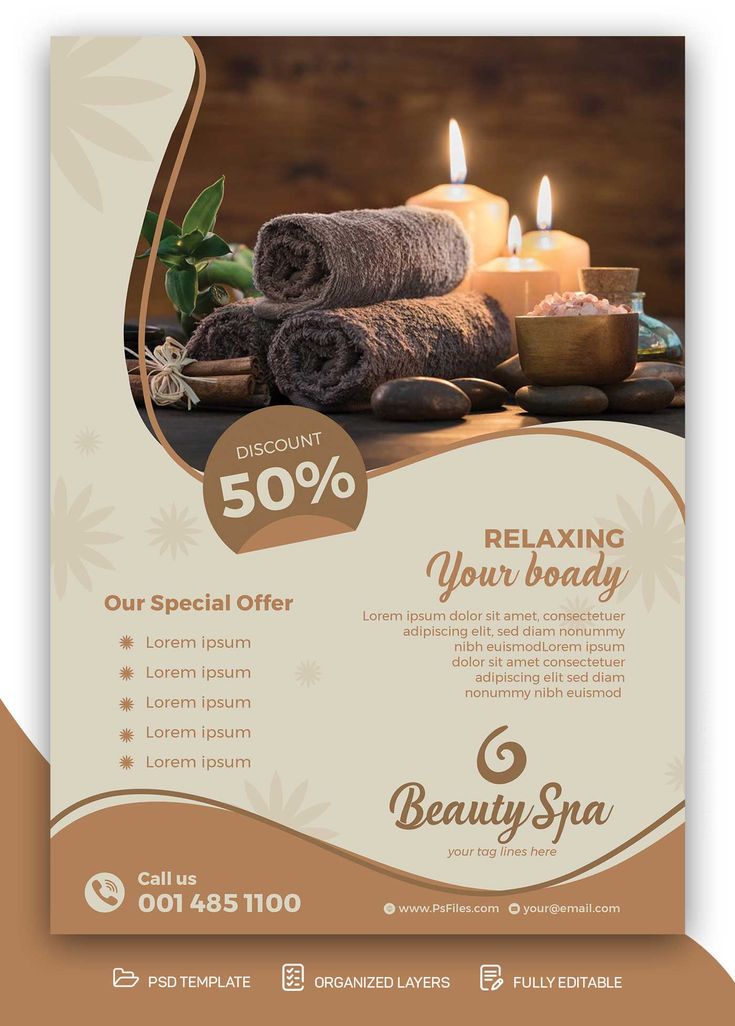 DISCOUNT
50%
RELAXING
Your boady
Lorem ipsum dolor sit amet, consectetuer
adipiscing elit, sed diam nonummy
nibh euismodLorem ipsum
dolor sit amet, consectetuer
adipiscing elit, sed diam
nonummy nibh euismod
Our Special Offer
Lorem ipsum
Lorem ipsum
Lorem ipsum
Lorem ipsum
Lorem ipsum
Beauty Spa
your tag lines here
Call us
001 485 1100
www.PsFiles.com your@email.com
PSD TEMPLATE ORGANIZED LAYERS FULLY EDITABLE